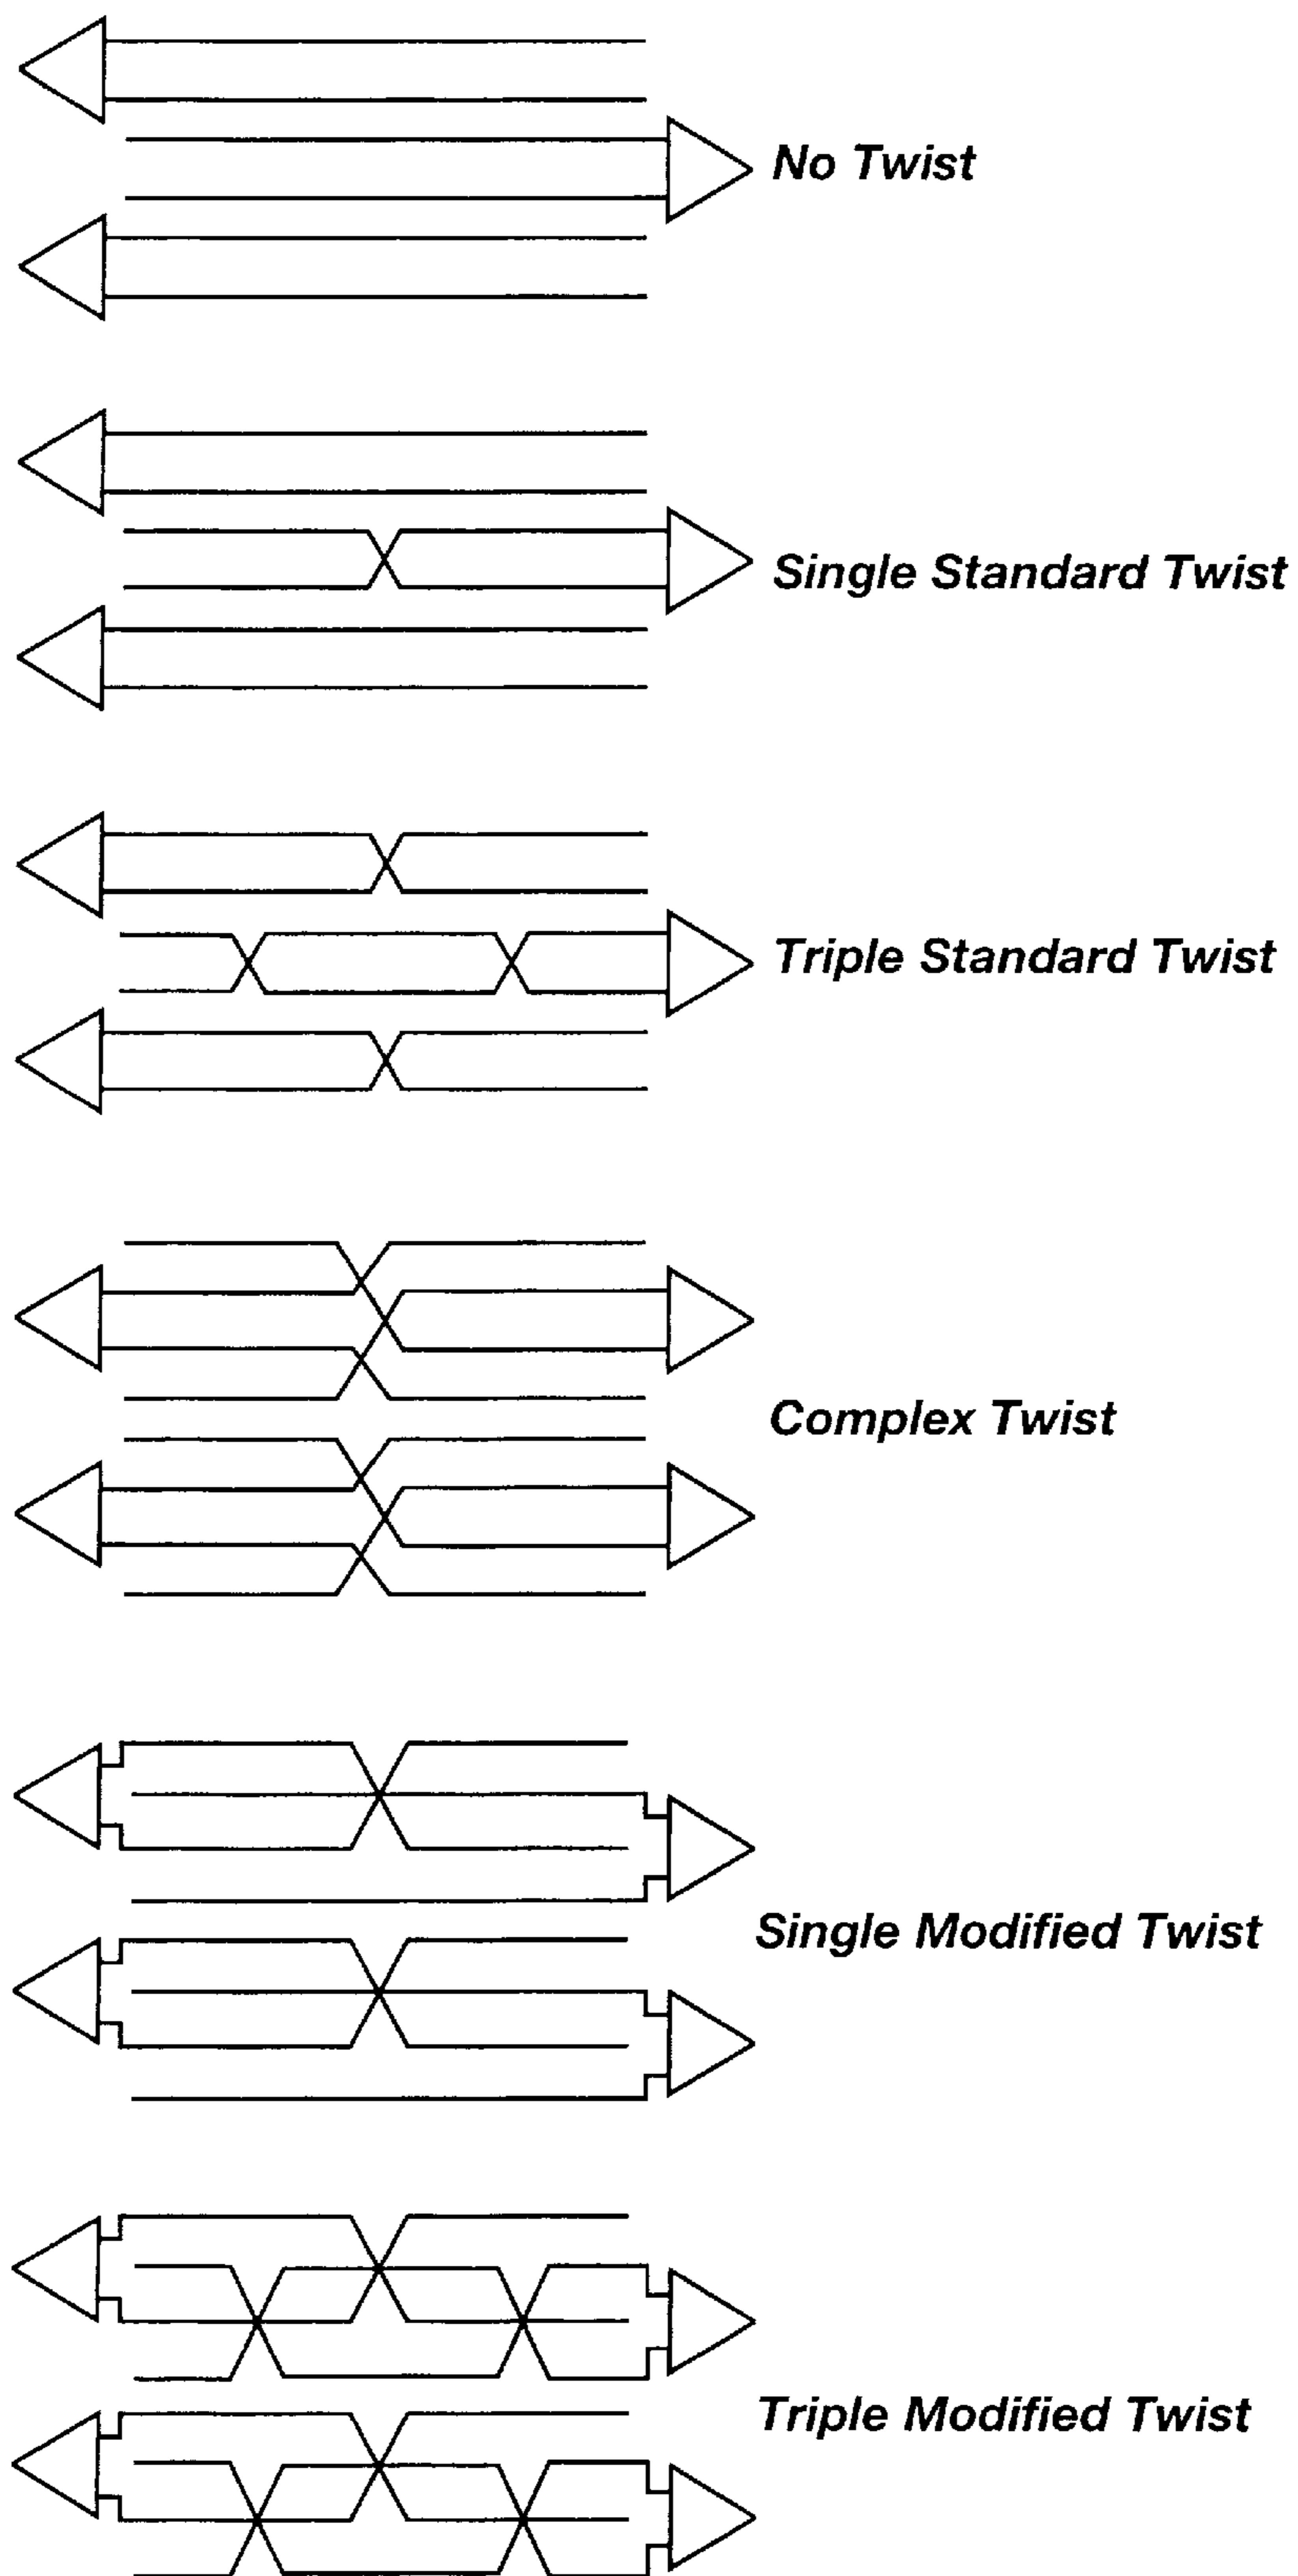 No Twist
Single Standard Twist
Triple Standard Twist
Complex Twist
Single Modified Twist
Triple Modified Twist